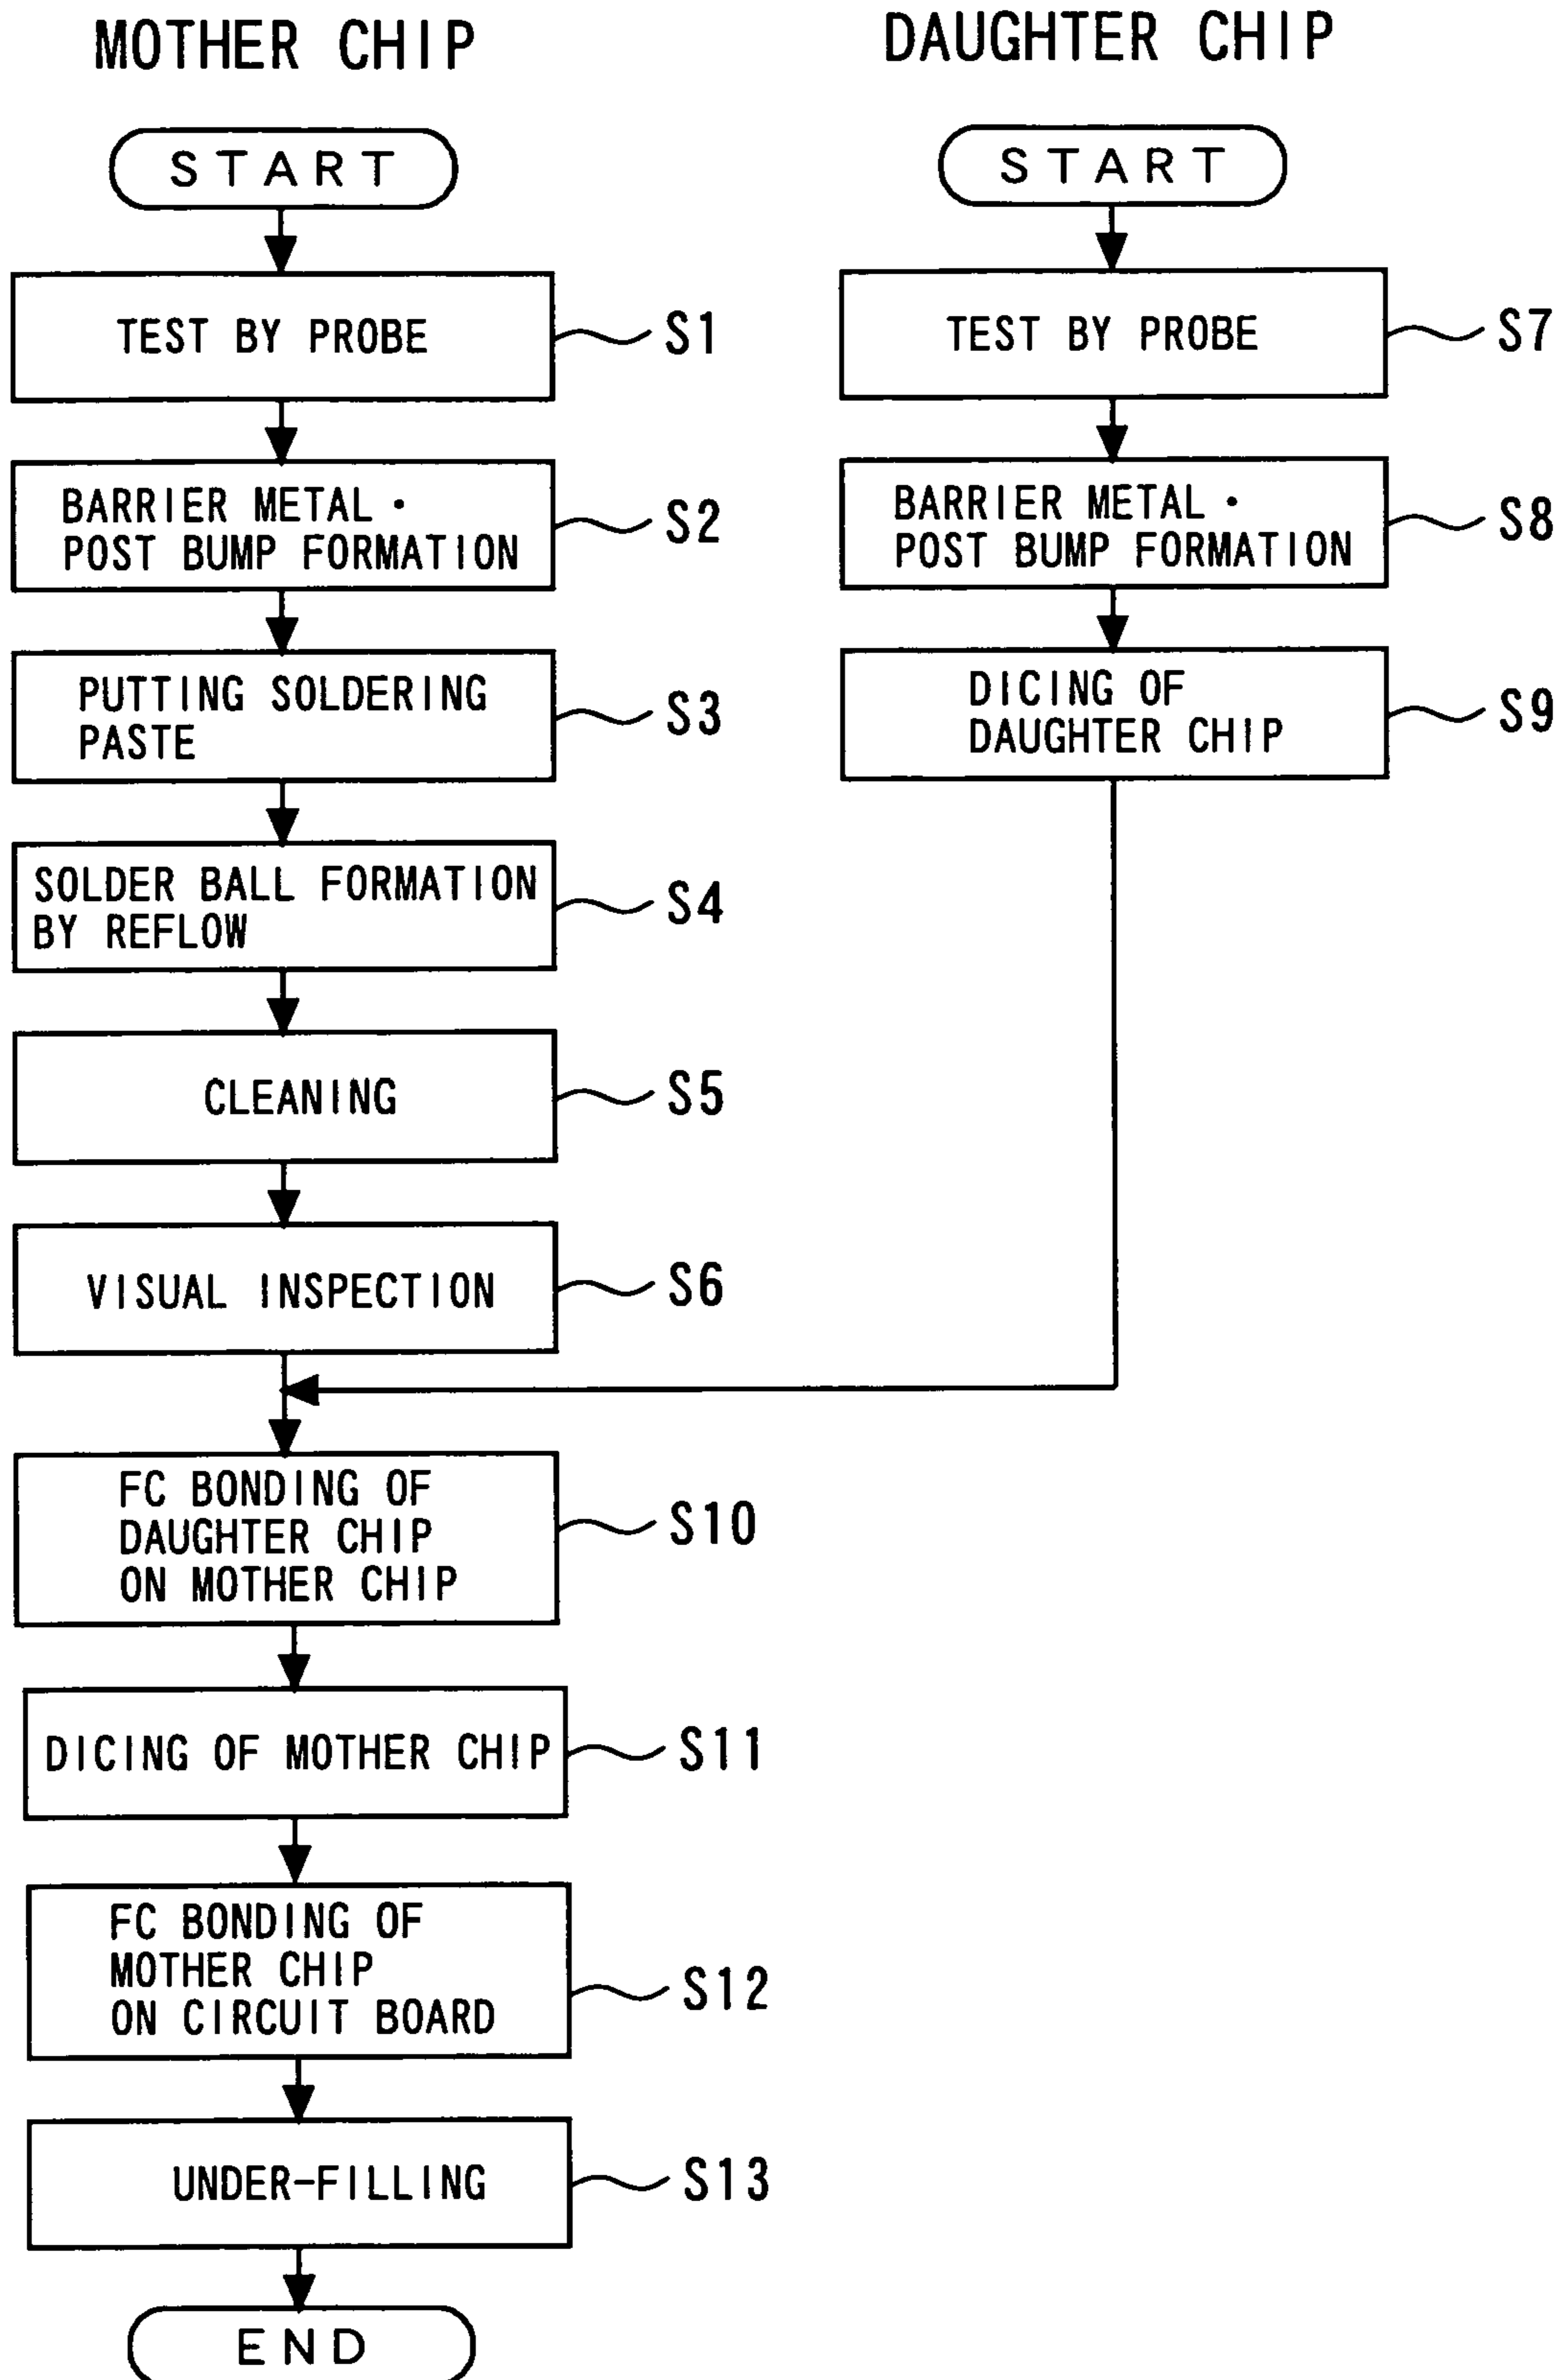 MOTHER CHIP
START
TEST BY PROBE
S1
BARRIER METAL・
POST BUMP FORMATION
S2
PUTTING SOLDERING
PASTE
S3
SOLDER BALL FORMATION
BY REFLOW
S4
CLEANING
S5
VISUAL INSPECTION
S6
DAUGHTER CHIP
START
TEST BY PROBE
S7
BARRIER METAL・
POST BUMP FORMATION
S8
DICING OF
DAUGHTER CHIP
S9
FC BONDING OF
DAUGHTER CHIP
ON MOTHER CHIP
S10
DICING OF MOTHER CHIP
S11
FC BONDING OF
MOTHER CHIP
ON CIRCUIT BOARD
S12
UNDER-FILLING
S13
END